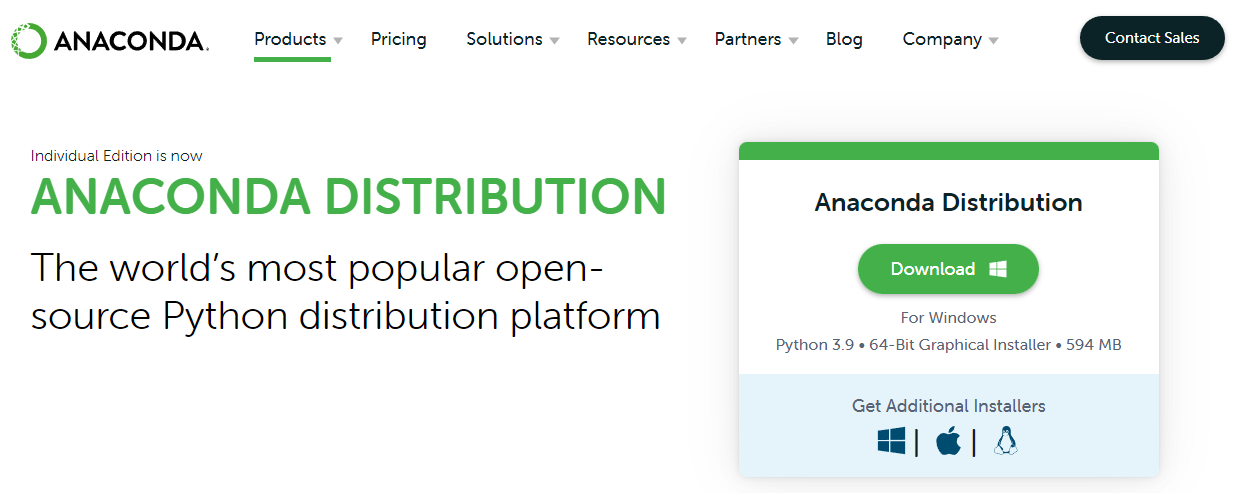 ANACONDA.
Products
Pricing
Solutions
Resources
Partners
Blog
Company
Contact Sales
Individual Edition is now
ANACONDA DISTRIBUTION
The world's most popular open-
source Python distribution platform
Anaconda Distribution
Download
For Windows
Python 3.9 • 64-Bit Graphical Installer • 594 MB
Get Additional Installers